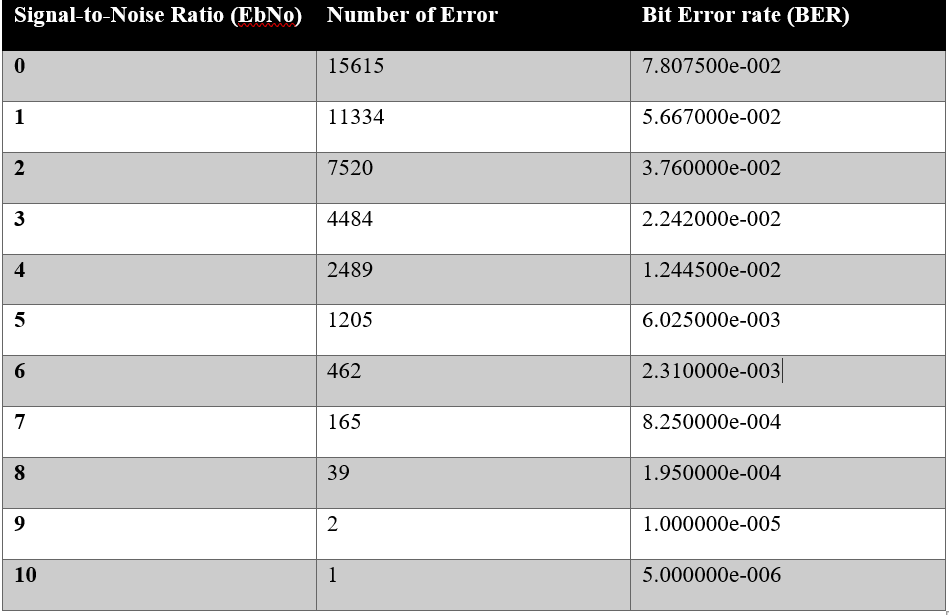 Signal-to-Noise Ratio (EbNo) Number of Error Bit Error rate (BER)
0 15615 7.807500e-002
1 11334 5.667000e-002
2 7520 3.760000e-002
3 4484 2.242000e-002
4 2489 1.244500e-002
5 1205 6.025000e-003
6 462 2.310000e-003
7 165 8.250000e-004
8 39 1.950000e-004
9 2 1.000000e-005
10 1 5.000000e-006